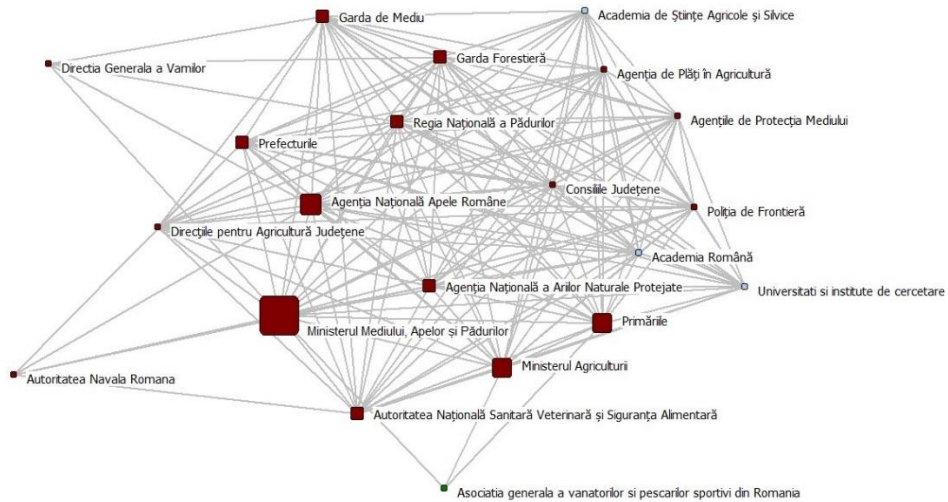 Garda de Mediu
Academia de Științe Agricole și Silvice
Directia Generala a Vamilor
Garda Forestieră
Agenția de Plăți în Agricultură
Regia Națională a Pădurilor
Agențiile de Protecția Mediului
Prefecturile
Consiliile Județene
Agenția Națională Apele Române
Poliția de Frontieră
Direcțiile pentru Agricultură Județene
Academia Română
Agenția Națională a Ariilor Naturale Protejate
Universitati si institute de cercetare
Ministerul Mediului, Apelor și Pădurilor
Primăriile
Ministerul Agriculturii
Autoritatea Navala Romana
Autoritatea Națională Sanitară Veterinară și Siguranța Alimentară
Asociatia generala a vanatorilor si pescarilor sportivi din Romania